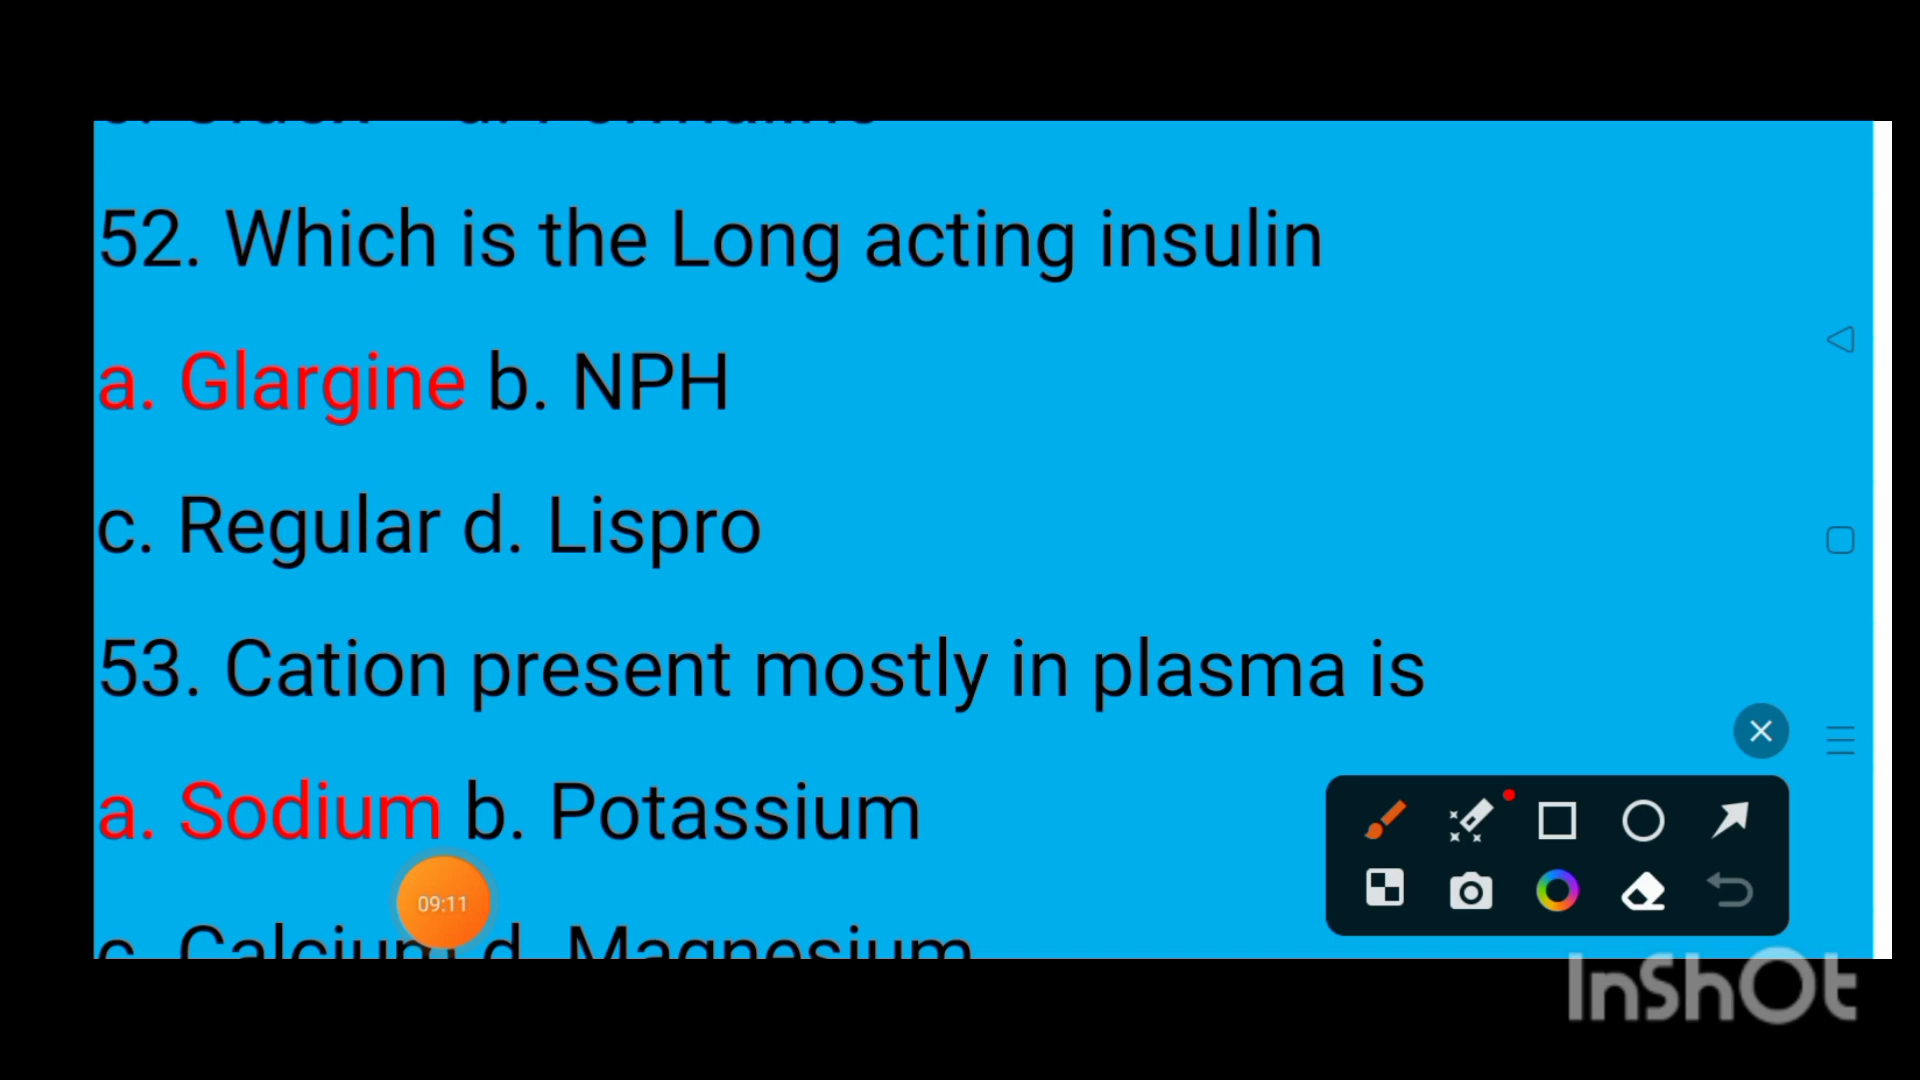 52. Which is the Long acting insulin
a. Glargine b. NPH
c. Regular d. Lispro
53. Cation present mostly in plasma is
a. Sodium b. Potassium
09:11
c. Calcium d. Magnesium
InShOt